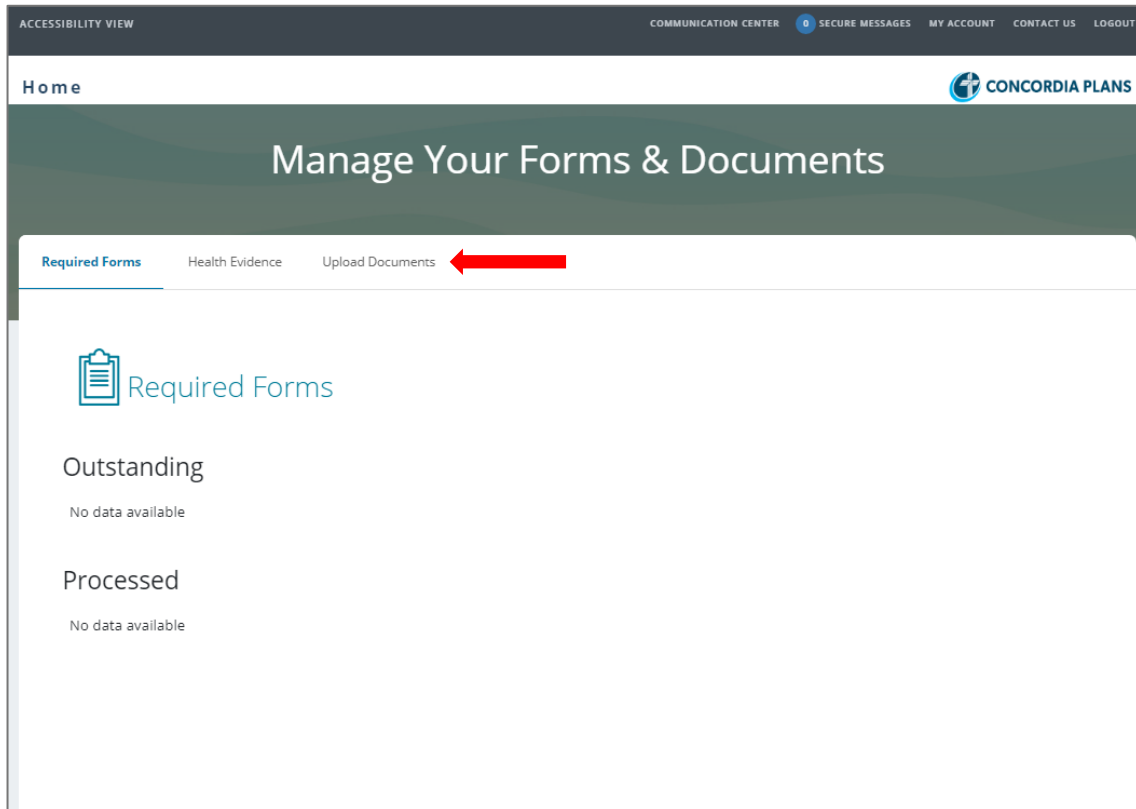 ACCESSIBILITY VIEW COMMUNICATION CENTER 0 SECURE MESSAGES MY ACCOUNT CONTACT US LOGOUT
Home CONCORDIA PLANS
Manage Your Forms & Documents
Required Forms Health Evidence Upload Documents
Required Forms
Outstanding
No data available
Processed
No data available